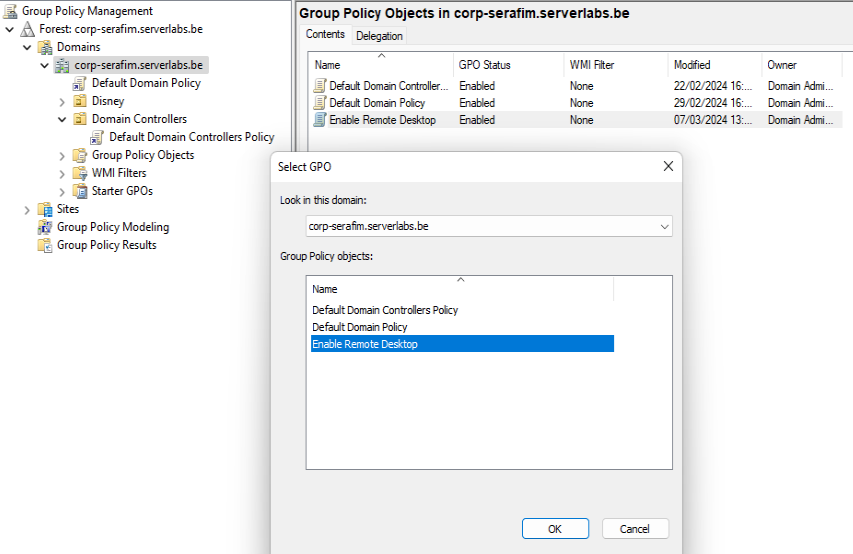 Group Policy Management
Forest: corp-serafim.serverlabs.be
Domains
corp-serafim.serverlabs.be
Default Domain Policy
Disney
Domain Controllers
Default Domain Controllers Policy
Group Policy Objects
WMI Filters
Starter GPOs
Sites
Group Policy Modeling
Group Policy Results
Group Policy Objects in corp-serafim.serverlabs.be
Contents Delegation
Name GPO Status WMI Filter Modified Owner
Default Domain Controller... Enabled None 22/02/2024 16:... Domain Admi...
Default Domain Policy Enabled None 29/02/2024 16:... Domain Admi...
Enable Remote Desktop Enabled None 07/03/2024 13:... Domain Admi...
Select GPO
Look in this domain:
corp-serafim.serverlabs.be
Group Policy objects:
Name
Default Domain Controllers Policy
Default Domain Policy
Enable Remote Desktop
OK Cancel